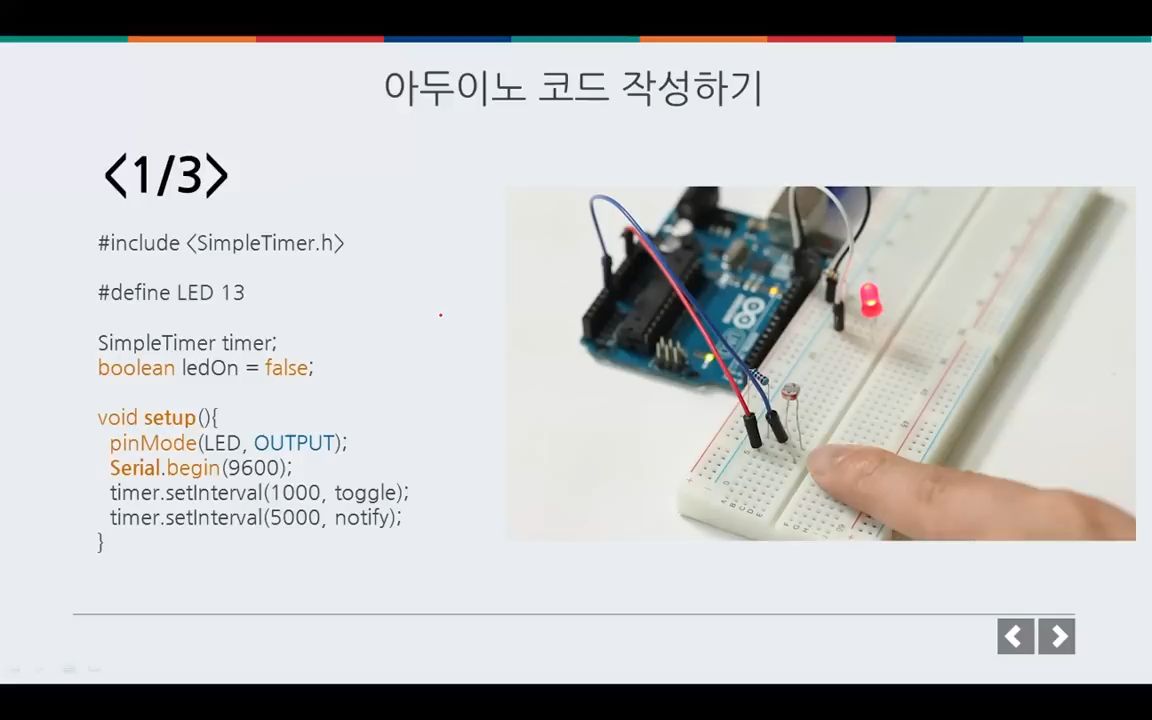 아두이노 코드 작성하기
<1/3>
#include <SimpleTimer.h>
#define LED 13
SimpleTimer timer;
boolean ledOn = false;
void setup(){
pinMode(LED, OUTPUT);
Serial.begin(9600);
timer.setInterval(1000, toggle);
timer.setInterval(5000, notify);
}